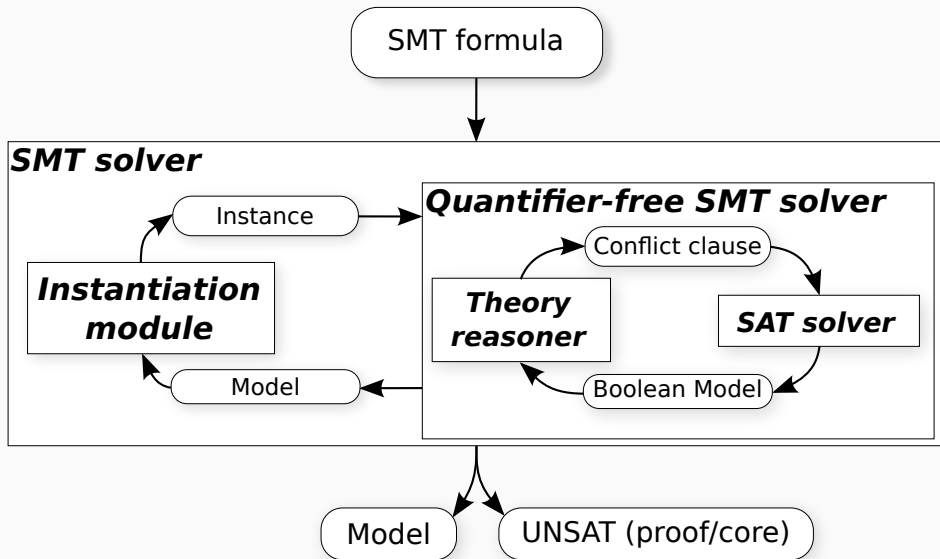 SMT formula
SMT solver
Instance
Quantifier-free SMT solver
Conflict clause
Instantiation
module
Theory
reasoner
SAT solver
Model
Boolean Model
Model
UNSAT (proof/core)